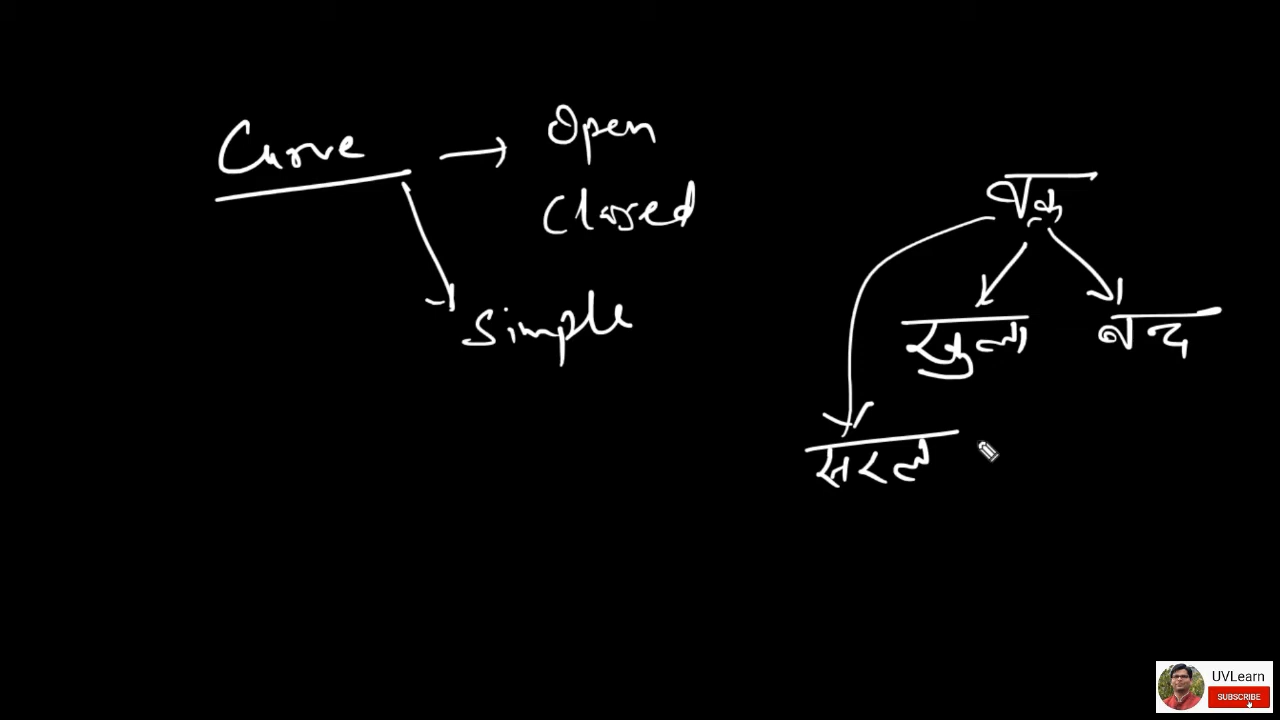 Curve → Open
Closed
Simple
वक्र
खुला बन्द
सरल
UVLearn
SUBSCRIBE